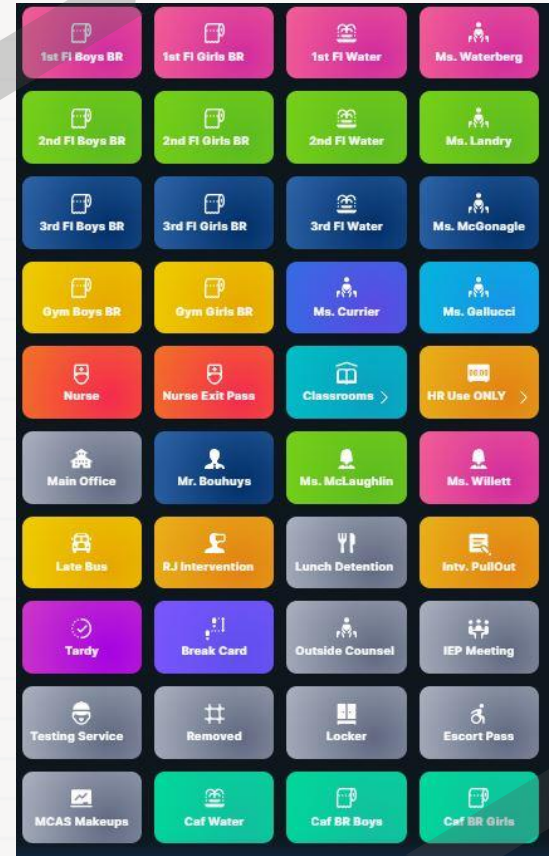 1st Fl Boys BR
1st Fl Girls BR
1st Fl Water
Ms. Waterberg
2nd Fl Boys BR
2nd Fl Girls BR
2nd Fl Water
Ms. Landry
3rd Fl Boys BR
3rd Fl Girls BR
3rd Fl Water
Ms. McGonagle
Gym Boys BR
Gym Girls BR
Ms. Currier
Ms. Gallucci
Nurse
Nurse Exit Pass
Classrooms >
HR Use ONLY >
Main Office
Mr. Bouhuys
Ms. McLaughlin
Ms. Willett
Late Bus
RJ Intervention
Lunch Detention
Intv. PullOut
Tardy
Break Card
Outside Counsel
IEP Meeting
Testing Service
Removed
Locker
Escort Pass
MCAS Makeups
Caf Water
Caf BR Boys
Caf BR Girls